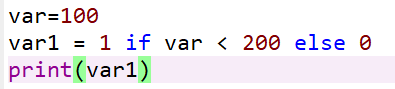 var=100
var1 = 1 if var < 200 else 0
print(var1)